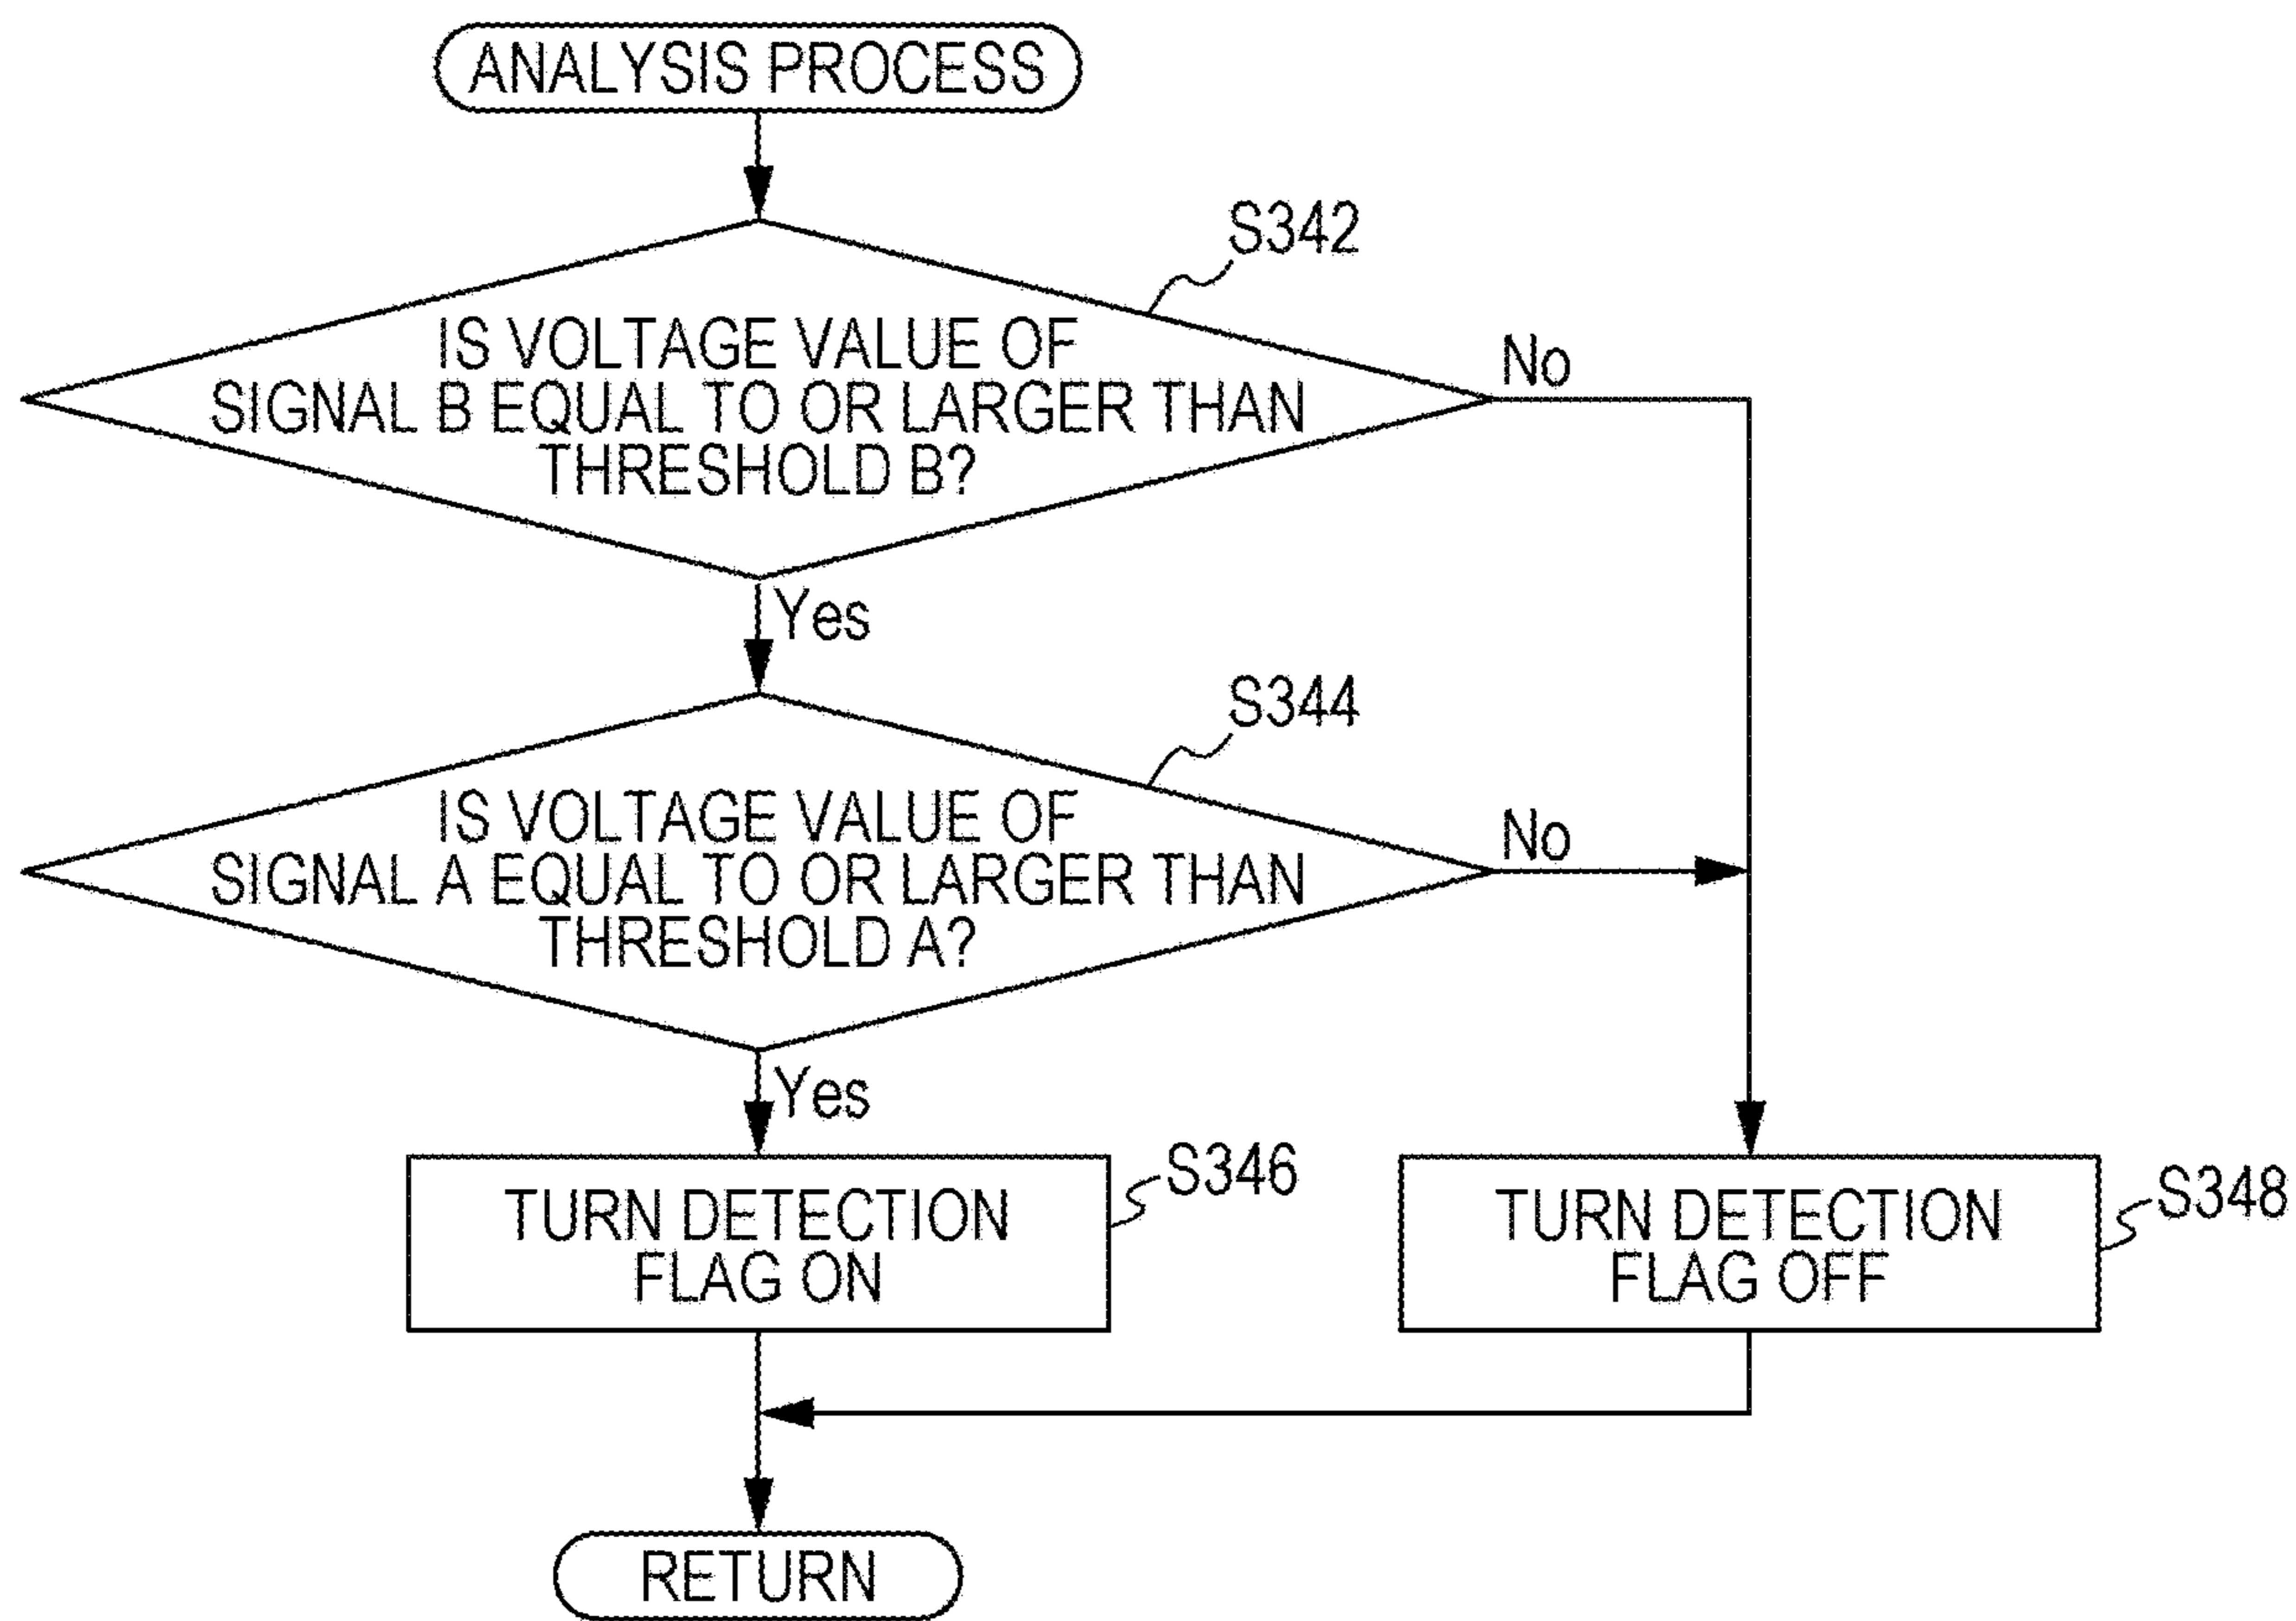 ANALYSIS PROCESS
S342
IS VOLTAGE VALUE OF
SIGNAL B EQUAL TO OR LARGER THAN
THRESHOLD B?
No
Yes
S344
IS VOLTAGE VALUE OF
SIGNAL A EQUAL TO OR LARGER THAN
THRESHOLD A?
No
Yes
S346
TURN DETECTION
FLAG ON
S348
TURN DETECTION
FLAG OFF
RETURN